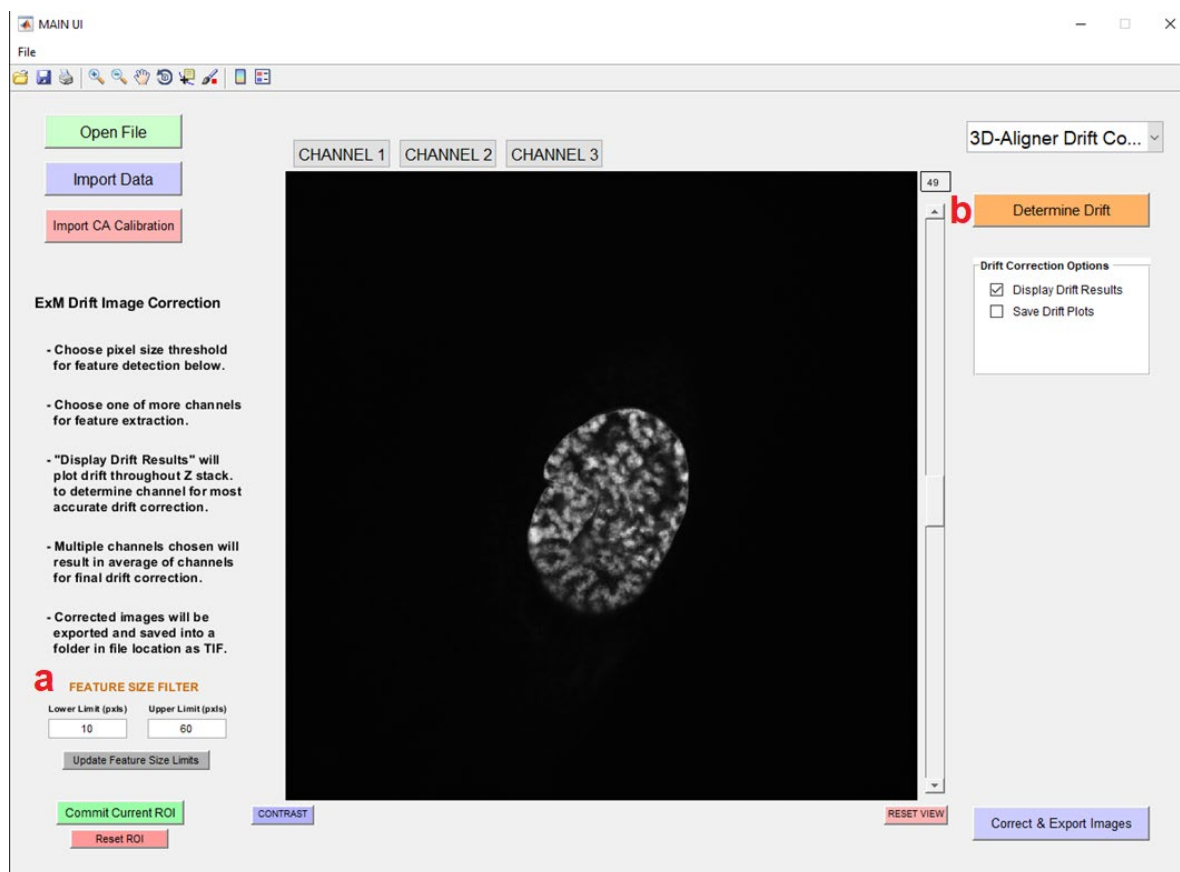 MAIN UI
File
Open File
Import Data
Import CA Calibration
ExM Drift Image Correction
- Choose pixel size threshold
for feature detection below.
- Choose one of more channels
for feature extraction.
- "Display Drift Results" will
plot drift throughout Z stack.
to determine channel for most
accurate drift correction.
- Multiple channels chosen will
result in average of channels
for final drift correction.
- Corrected images will be
exported and saved into a
folder in file location as TIF.
a
FEATURE SIZE FILTER
Lower Limit (pxls) Upper Limit (pxls)
10 60
Update Feature Size Limits
Commit Current ROI
Reset ROI
CHANNEL 1 CHANNEL 2 CHANNEL 3
49
CONTRAST
RESET VIEW
3D-Aligner Drift Co...
b
Determine Drift
Drift Correction Options
Display Drift Results
Save Drift Plots
Correct & Export Images